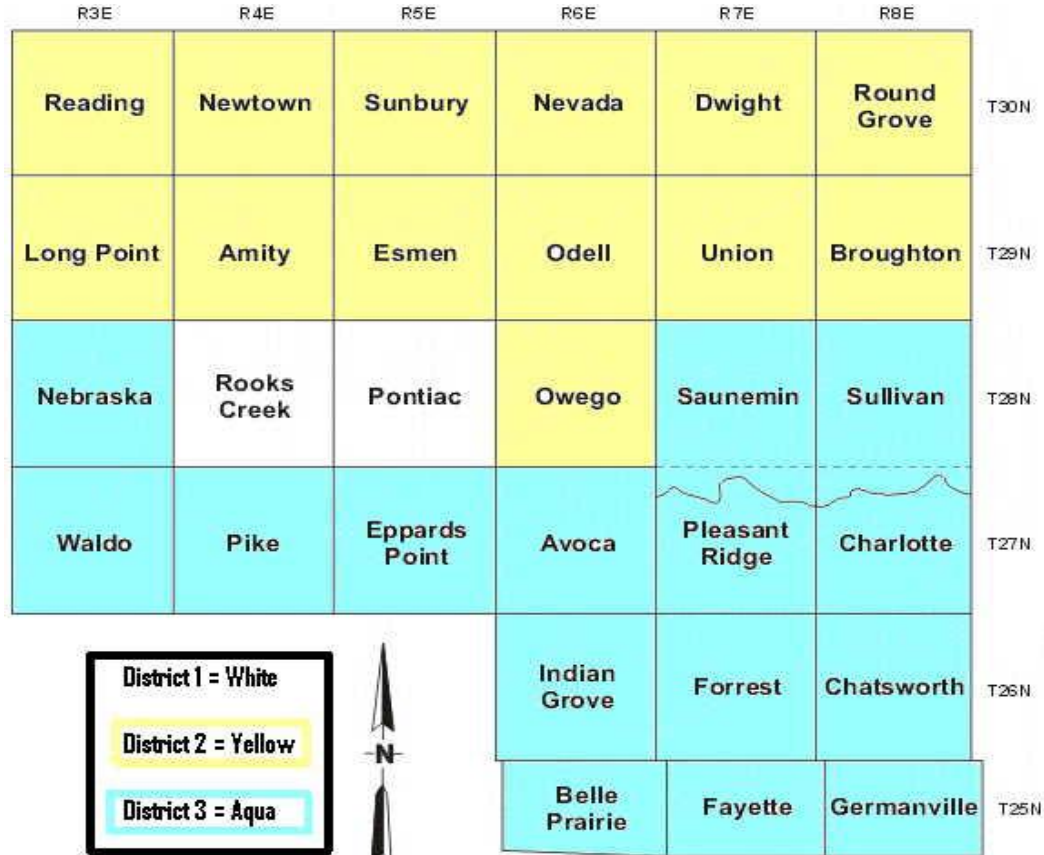 R3E R4E R5E R6E R7E R8E
Reading Newtown Sunbury Nevada Dwight Round
Grove
T30N
Long Point Amity Esmen Odell Union Broughton T29N
Nebraska Rooks
Creek
Pontiac Owego Saunemin Sullivan T28N
Waldo Pike Eppards
Point
Avoca Pleasant
Ridge
Charlotte T27N
Indian
Grove
Forrest Chatsworth T26N
Belle
Prairie
Fayette Germanville T25N
District 1 = White
District 2 = Yellow
District 3 = Aqua
N